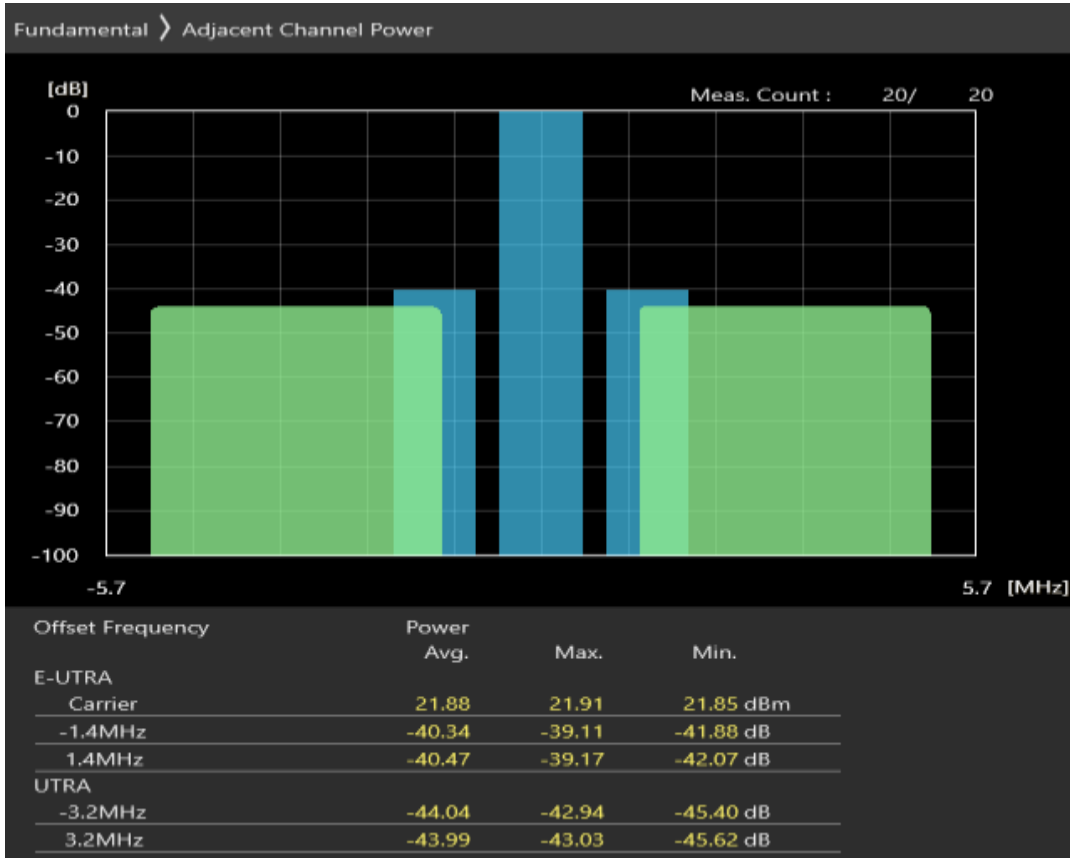 Fundamental 〉 Adjacent Channel Power
[dB]
Meas. Count : 20/ 20
0
-10
-20
-30
-40
-50
-60
-70
-80
-90
-100
-5.7 5.7 [MHz]
Offset Frequency Power
Avg. Max. Min.
E-UTRA
Carrier 21.88 21.91 21.85 dBm
-1.4MHz -40.34 -39.11 -41.88 dB
1.4MHz -40.47 -39.17 -42.07 dB
UTRA
-3.2MHz -44.04 -42.94 -45.40 dB
3.2MHz -43.99 -43.03 -45.62 dB